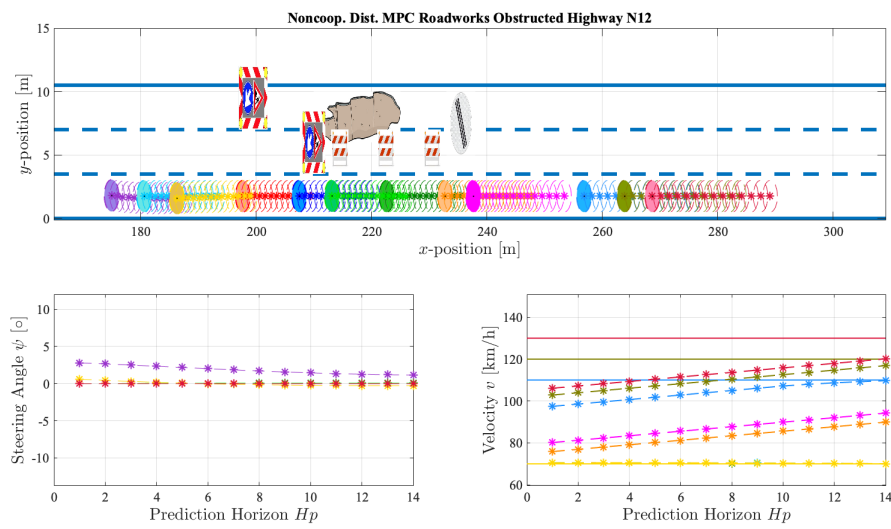 Noncoop. Dist. MPC Roadworks Obstructed Highway N12
15
10
5
0
y-position [m]
180 200 220 240 260 280 300
x-position [m]
10
5
0
-5
-10
Steering Angle ψ [○]
0 2 4 6 8 10 12 14
Prediction Horizon Hp
140
120
100
80
60
Velocity v [km/h]
0 2 4 6 8 10 12 14
Prediction Horizon Hp